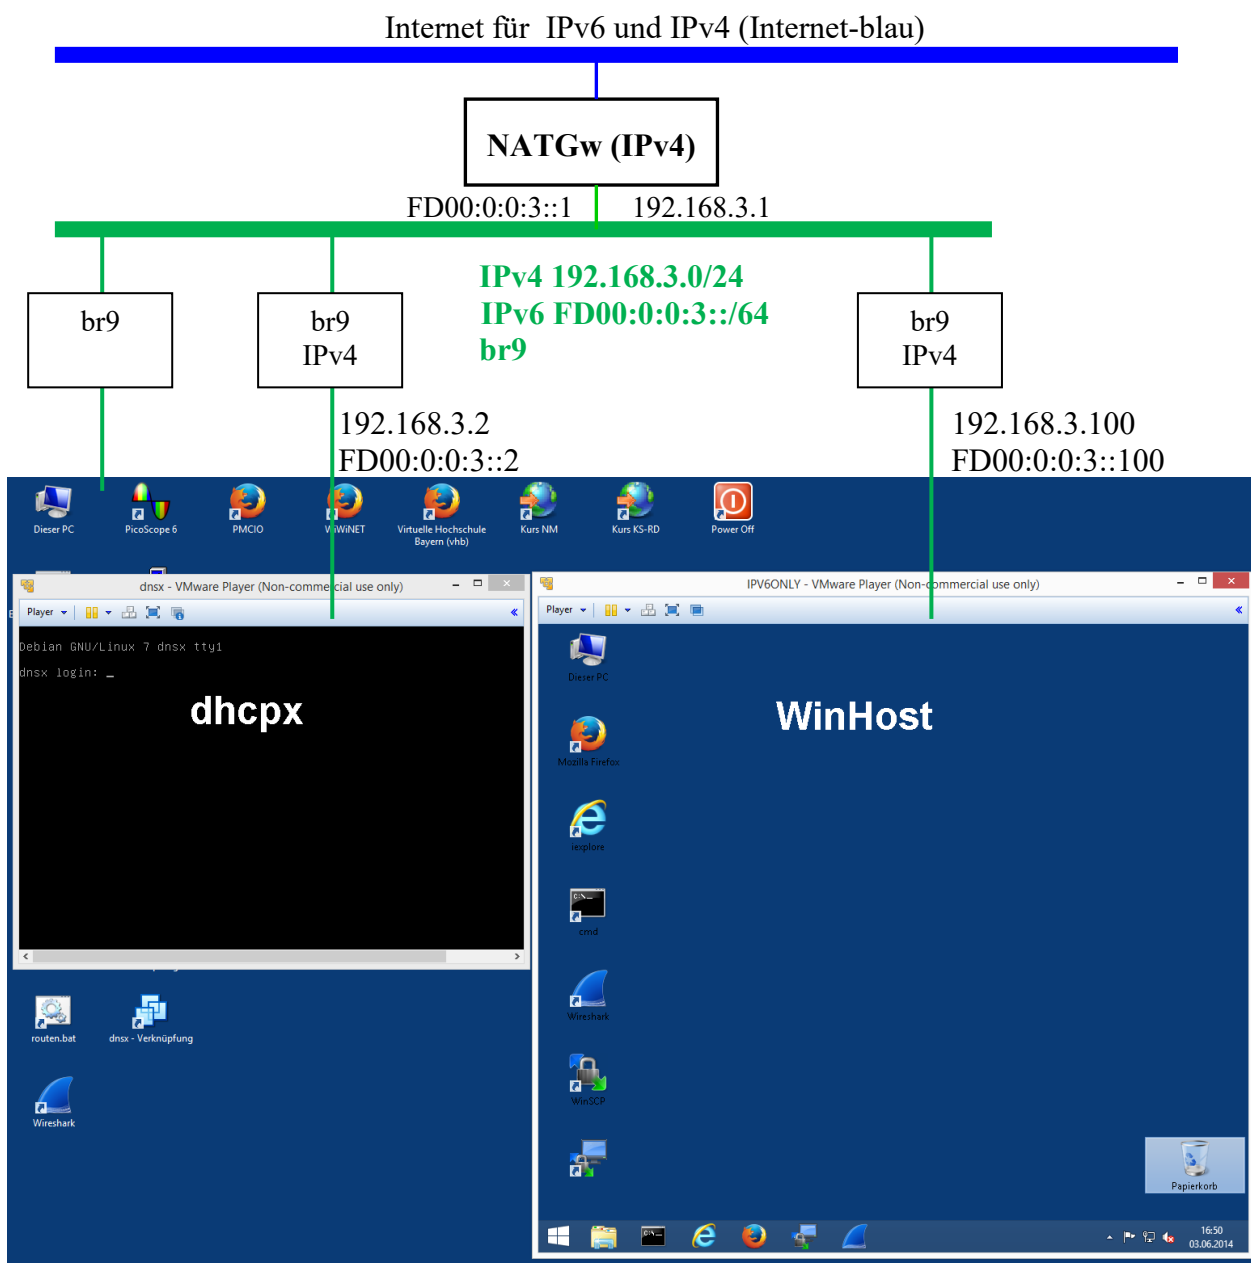 Internet für IPv6 und IPv4 (Internet-blau)
NATGw (IPv4)
FD00:0:0:3::1 192.168.3.1
IPv4 192.168.3.0/24
IPv6 FD00:0:0:3::/64
br9
br9
br9
IPv4
br9
IPv4
192.168.3.2
FD00:0:0:3::2
192.168.3.100
FD00:0:0:3::100
Dieser PC
PicoScope 6
PMCIO
WiWiNET
Virtuelle Hochschule
Bayern (vhb)
Kurs NM
Kurs KS-RD
Power Off
dnsx - VMware Player (Non-commercial use only)
Player
Debian GNU/Linux 7 dnsx tty1
dnsx login: _
dhcpx
IPV6ONLY - VMware Player (Non-commercial use only)
Player
Dieser PC
WinHost
Mozilla Firefox
iexplore
C:\_
cmd
Wireshark
WinSCP
routen.bat
dnsx - Verknüpfung
Wireshark
Papierkorb
16:50
03.06.2014